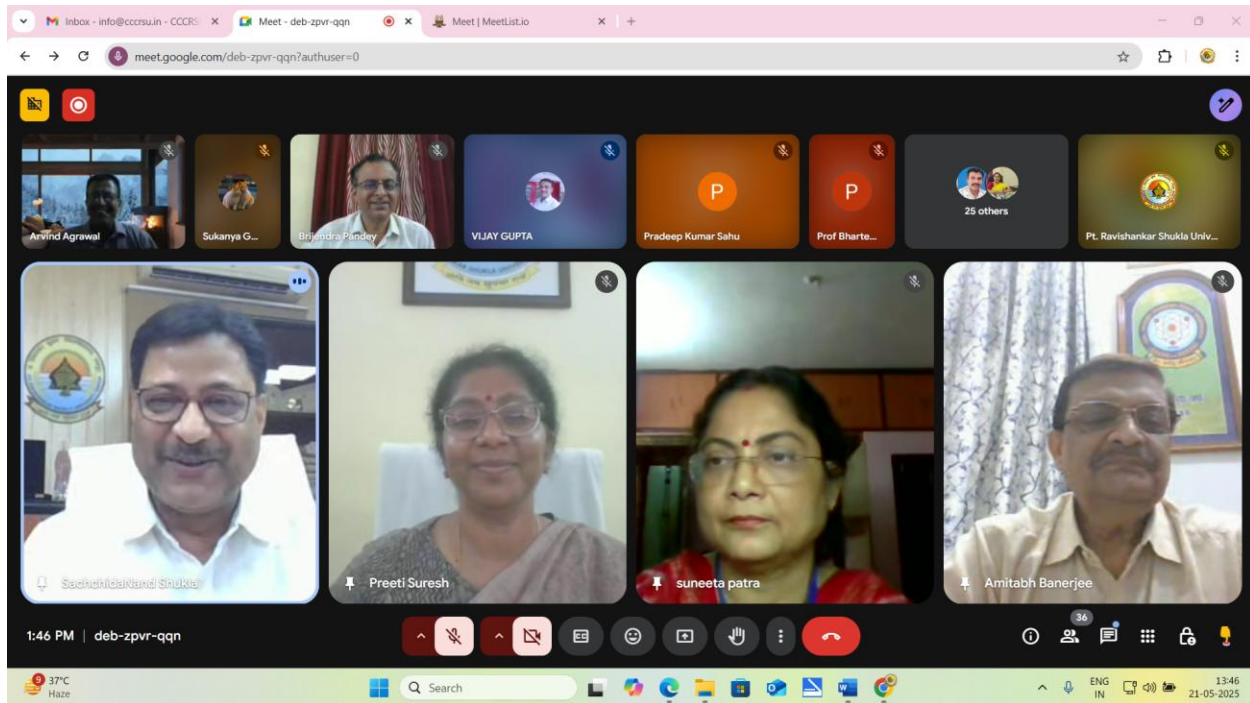 Inbox - info@cccrsu.in - CCCRS
Meet - deb-zpvr-qqn
Meet | MeetList.io
meet.google.com/deb-zpvr-qqn?authuser=0
Arvind Agrawal
Sukanya G...
Brijendra Pandey
VIJAY GUPTA
P
Pradeep Kumar Sahu
P
Prof Bharte...
25 others
Pt. Ravishankar Shukla Univ...
SachchidaNand Shukla
Preeti Suresh
suneeta patra
Amitabh Banerjee
1:46 PM | deb-zpvr-qqn
CC
36
9
37°C
Haze
Search
ENG
IN
13:46
21-05-2025